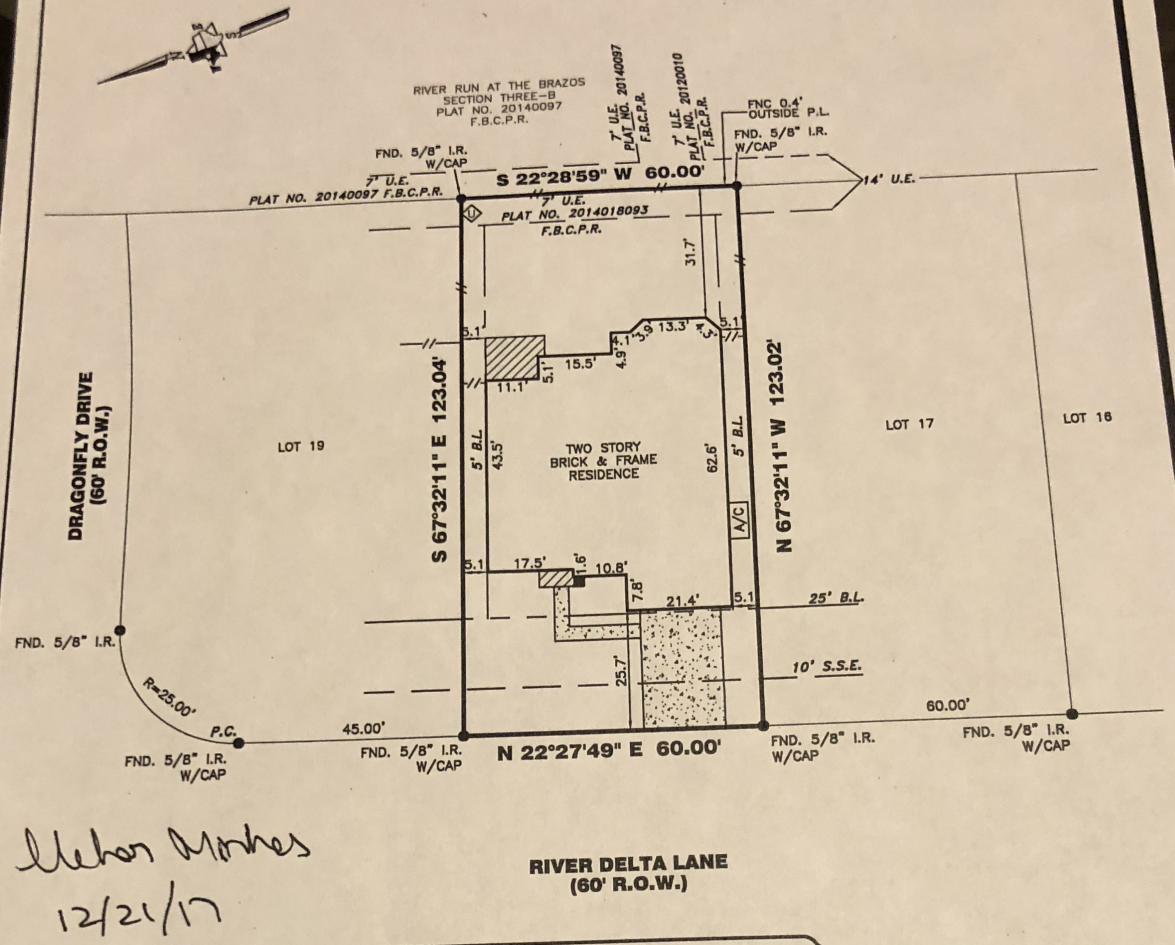 RIVER RUN AT THE BRAZOS
SECTION THREE-B
PLAT NO. 20140097
F.B.C.P.R.
7' U.E.
PLAT NO. 20140097
F.B.C.P.R.
7' U.E.
PLAT NO. 20120010
F.B.C.P.R.
FNC 0.4'
OUTSIDE P.L.
FND. 5/8" I.R.
W/CAP
FND. 5/8" I.R.
W/CAP
7' U.E.
PLAT NO. 20140097 F.B.C.P.R.
S 22°28'59" W 60.00'
14' U.E.
7' U.E.
PLAT NO. 2014018093
F.B.C.P.R.
U
31.7'
5.1'
15.5'
4.9'
4.1'
3.9'
13.3'
4.3'
5.1'
11.1'
5.1'
DRAGONFLY DRIVE
(60' R.O.W.)
LOT 19
S 67°32'11" E 123.04'
5' B.L.
43.5'
TWO STORY
BRICK & FRAME
RESIDENCE
62.6'
5' B.L.
A/C
N 67°32'11" W 123.02'
LOT 17
LOT 16
5.1
17.5'
1.6'
10.8'
7.8'
21.4'
5.1
25' B.L.
25.7'
10' S.S.E.
FND. 5/8" I.R.
R=25.00'
P.C.
45.00'
60.00'
FND. 5/8" I.R.
W/CAP
FND. 5/8" I.R.
W/CAP
N 22°27'49" E 60.00'
FND. 5/8" I.R.
W/CAP
FND. 5/8" I.R.
W/CAP
RIVER DELTA LANE
(60' R.O.W.)
12/21/17